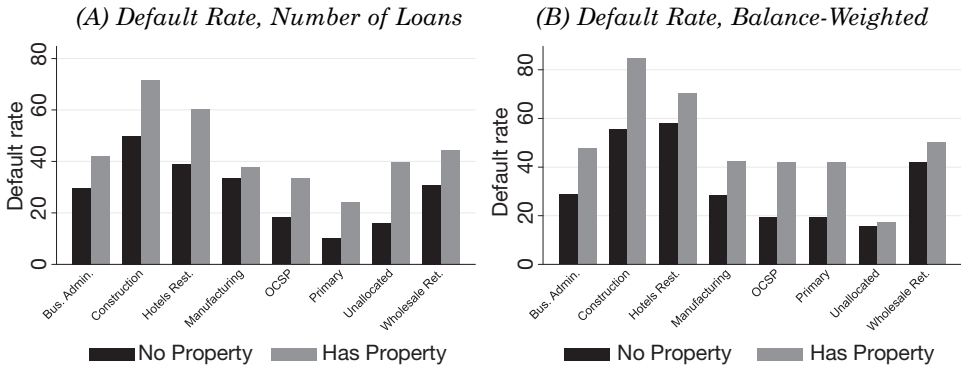 (A) Default Rate, Number of Loans
Default rate
0
20
40
60
80
Bus. Admin.
Construction
Hotels Rest.
Manufacturing
OCSP
Primary
Unallocated
Wholesale Ret.
No Property
Has Property
(B) Default Rate, Balance-Weighted
Default rate
0
20
40
60
80
Bus. Admin.
Construction
Hotels Rest.
Manufacturing
OCSP
Primary
Unallocated
Wholesale Ret.
No Property
Has Property